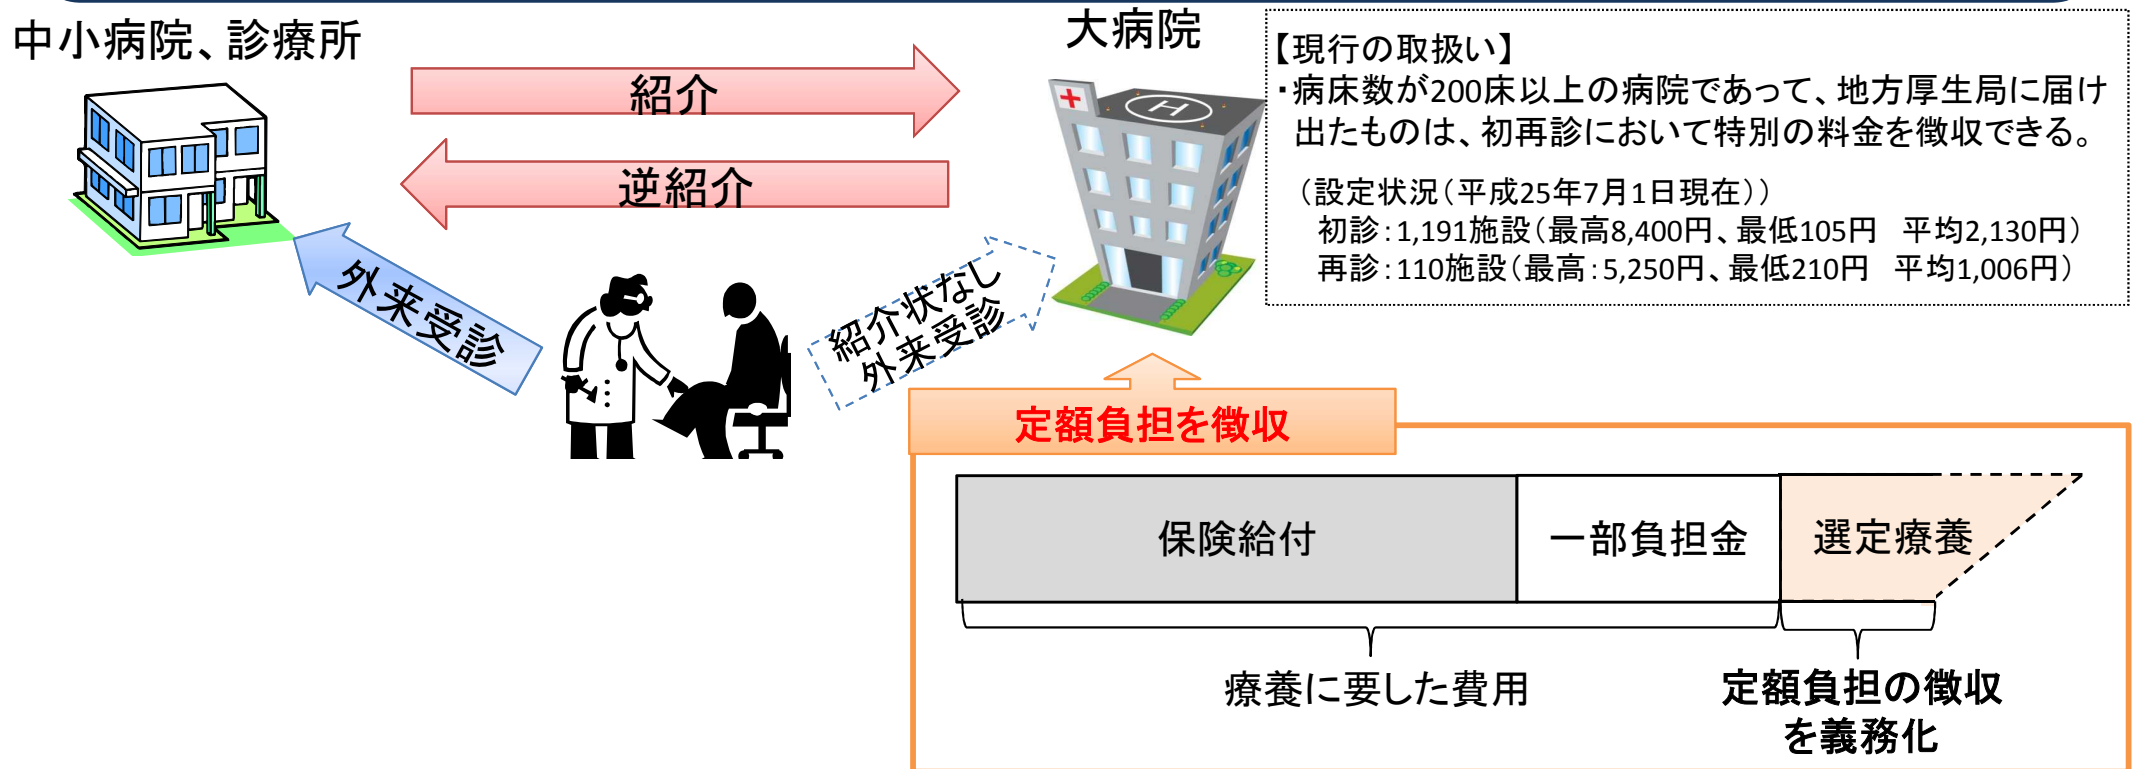 中小病院、診療所
大病院
紹介
逆紹介
外来受診
紹介状なし
外来受診
H
【現行の取扱い】
・病床数が200床以上の病院であって、地方厚生局に届け
出たものは、初再診において特別の料金を徴収できる。
（設定状況（平成25年7月1日現在））
初診：1,191施設（最高8,400円、最低105円　平均2,130円）
再診：110施設（最高：5,250円、最低210円　平均1,006円）
定額負担を徴収
保険給付
一部負担金
選定療養
療養に要した費用
定額負担の徴収
を義務化